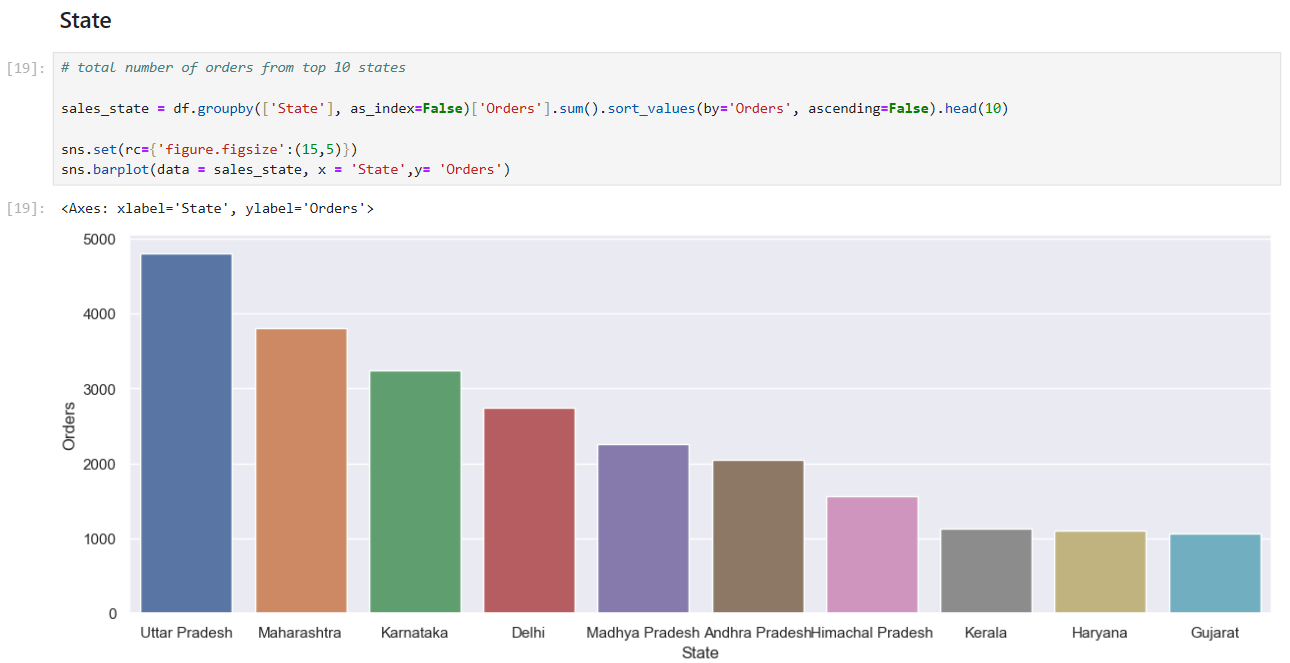 State
[19]: # total number of orders from top 10 states
sales_state = df.groupby(['State'], as_index=False)['Orders'].sum().sort_values(by='Orders', ascending=False).head(10)
sns.set(rc={'figure.figsize':(15,5)})
sns.barplot(data = sales_state, x = 'State',y= 'Orders')
[19]: <Axes: xlabel='State', ylabel='Orders'>
5000
4000
3000
2000
1000
0
Orders
Uttar Pradesh Maharashtra Karnataka Delhi Madhya Pradesh Andhra Pradesh Himachal Pradesh Kerala Haryana Gujarat
State